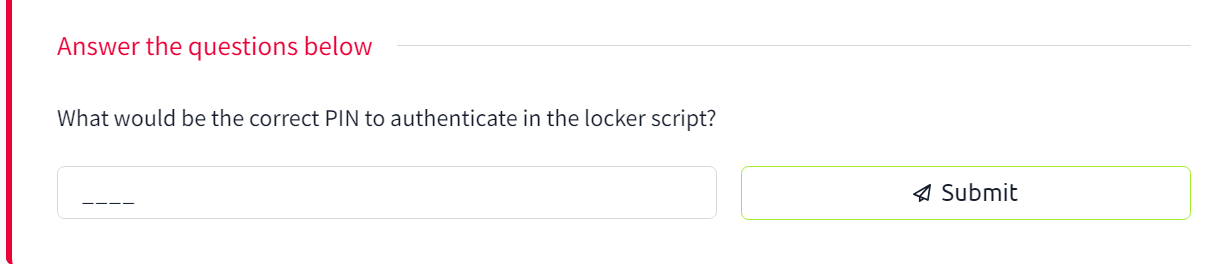 Answer the questions below
What would be the correct PIN to authenticate in the locker script?
____
Submit